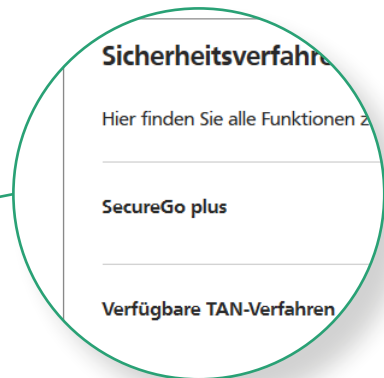 Sicherheitsverfahre
Hier finden Sie alle Funktionen z
SecureGo plus
Verfügbare TAN-Verfahren